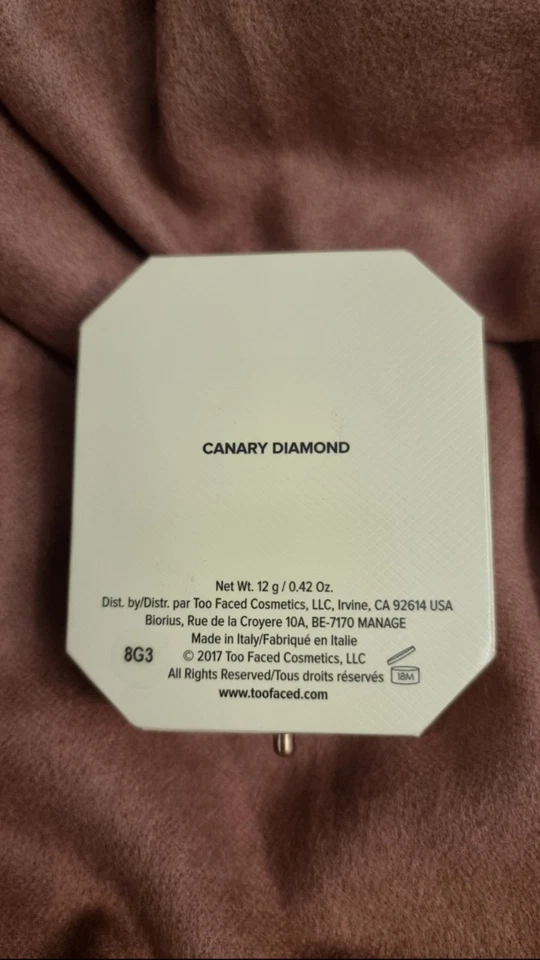 CANARY DIAMOND
Net Wt. 12 g / 0.42 Oz.
Dist. by/Distr. par Too Faced Cosmetics, LLC, Irvine, CA 92614 USA
Biorius, Rue de la Croyere 10A, BE-7170 MANAGE
Made in Italy/Fabriqué en Italie
8G3
© 2017 Too Faced Cosmetics, LLC
All Rights Reserved/Tous droits réservés
18M
www.toofaced.com